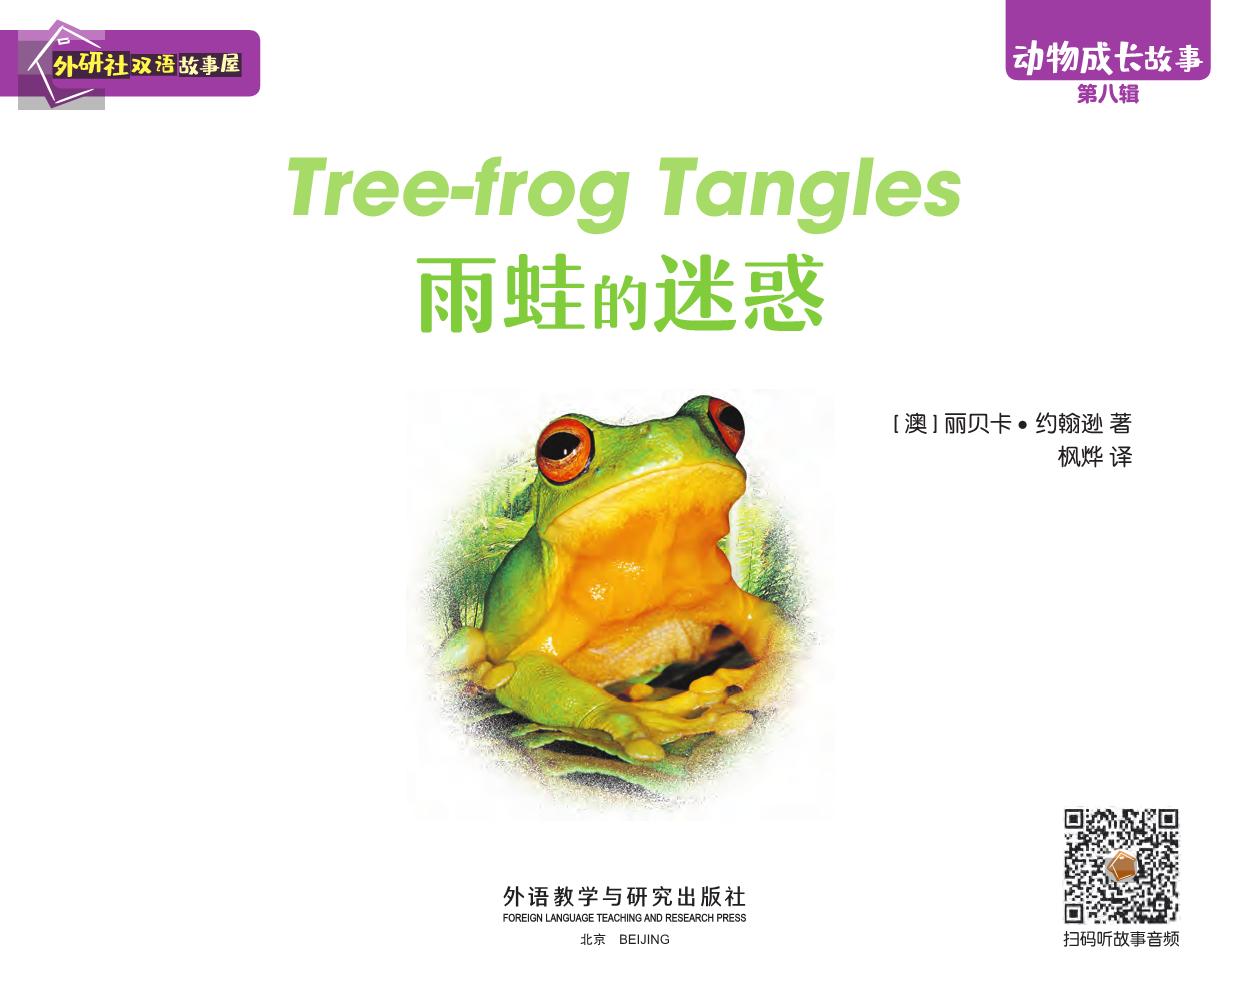 外研社双语故事屋
动物成长故事
第八辑
Tree-frog Tangles
雨蛙的迷惑
[澳]丽贝卡•约翰逊 著
枫烨 译
外语教学与研究出版社
FOREIGN LANGUAGE TEACHING AND RESEARCH PRESS
北京 BEIJING
扫码听故事音频